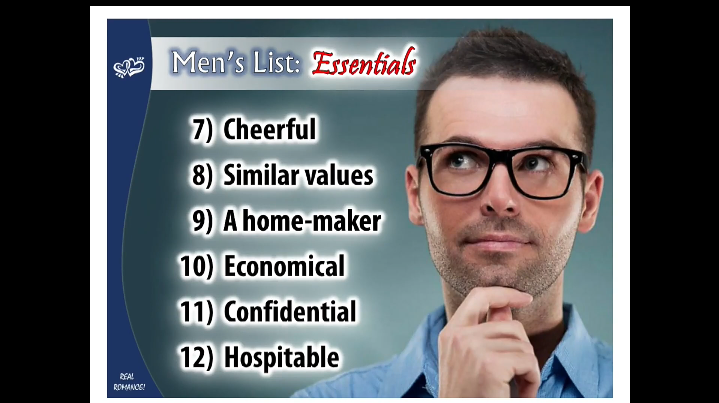 Men's List: Essentials
7) Cheerful
8) Similar values
9) A home-maker
10) Economical
11) Confidential
12) Hospitable
REAL
ROMANCE!